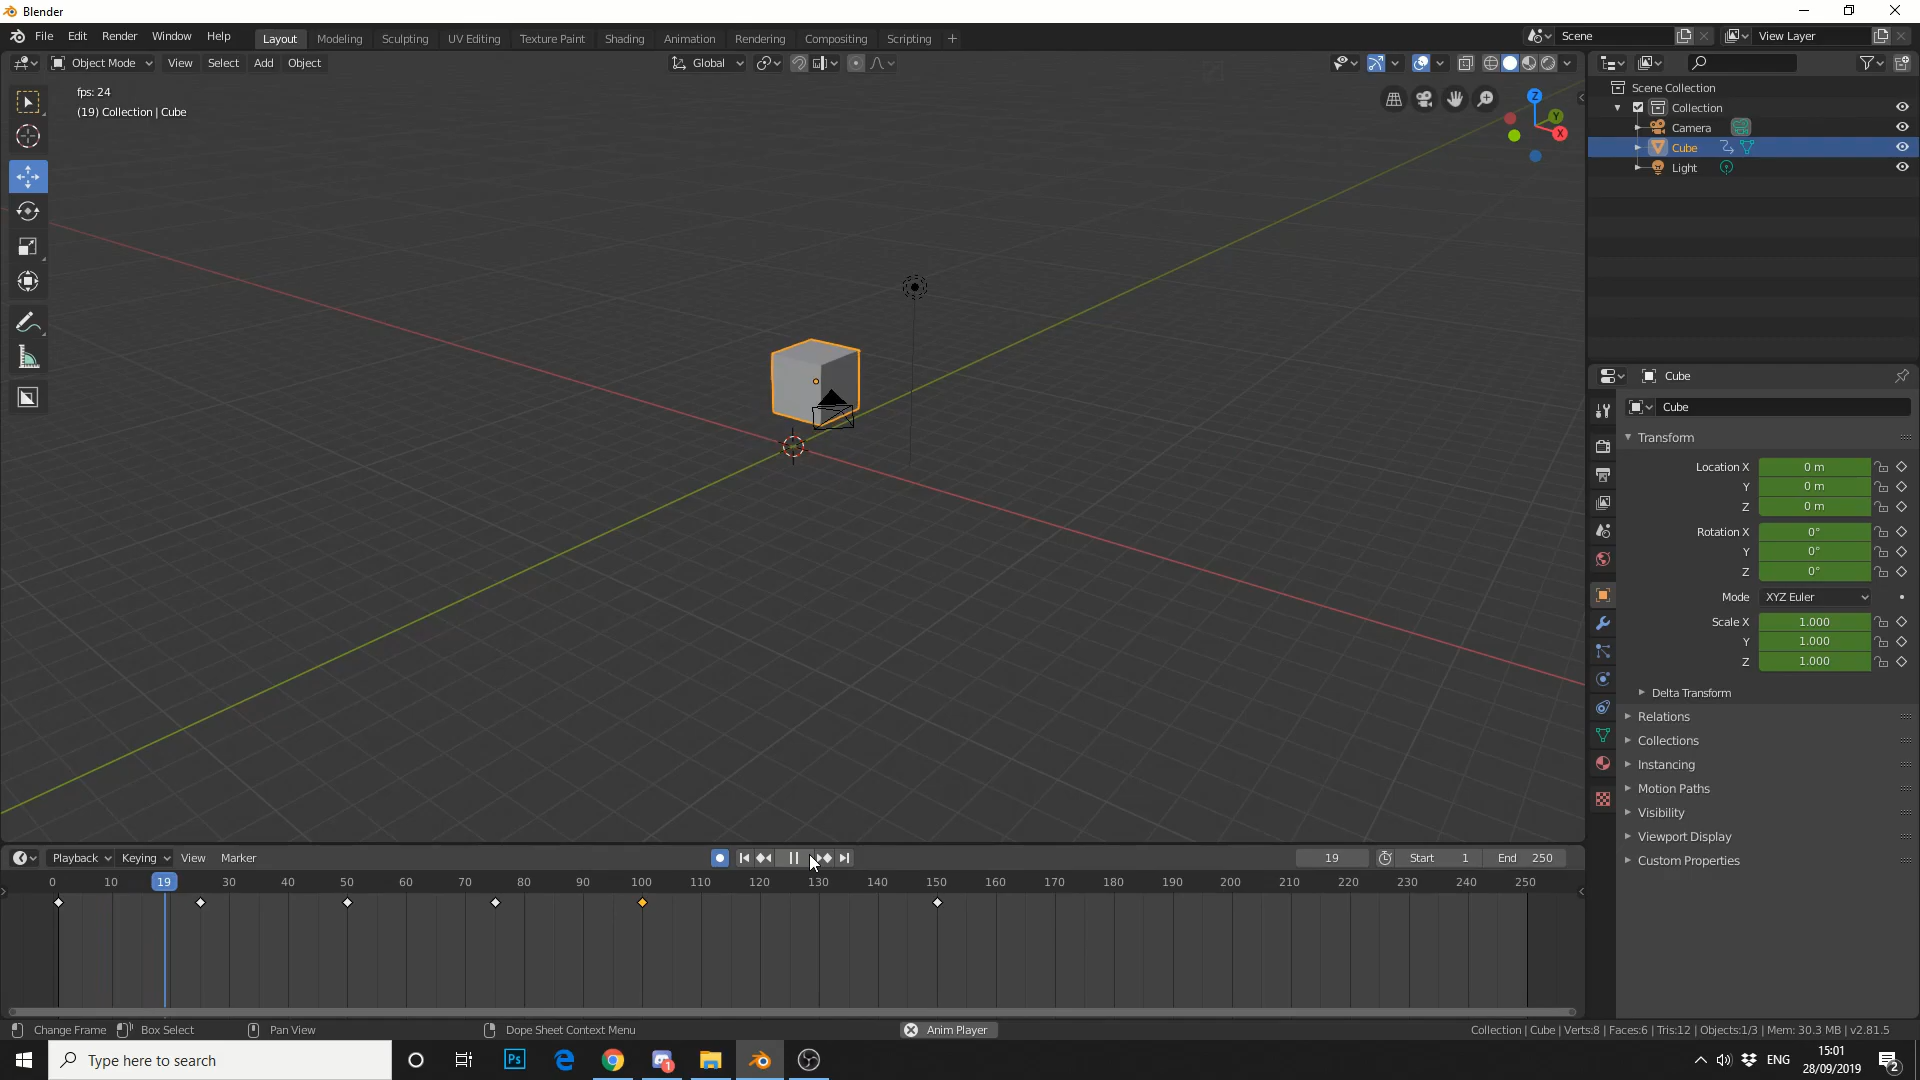 Blender
File Edit Render Window Help
Layout Modeling Sculpting UV Editing Texture Paint Shading Animation Rendering Compositing Scripting +
Scene
View Layer
Object Mode View Select Add Object
Global
fps: 24
(19) Collection | Cube
Z
Y
X
Scene Collection
Collection
Camera
Cube
Light
Cube
Cube
Transform
Location X 0 m
Y 0 m
Z 0 m
Rotation X 0°
Y 0°
Z 0°
Mode XYZ Euler
Scale X 1.000
Y 1.000
Z 1.000
Delta Transform
Relations
Collections
Instancing
Motion Paths
Visibility
Viewport Display
Custom Properties
Playback Keying View Marker
19 Start 1 End 250
0 10 19 30 40 50 60 70 80 90 100 110 120 130 140 150 160 170 180 190 200 210 220 230 240 250
Change Frame Box Select Pan View Dope Sheet Context Menu Anim Player
Collection | Cube | Verts:8 | Faces:6 | Tris:12 | Objects:1/3 | Mem: 30.3 MB | v2.81.5
Type here to search
Ps
1
ENG
15:01
28/09/2019
2